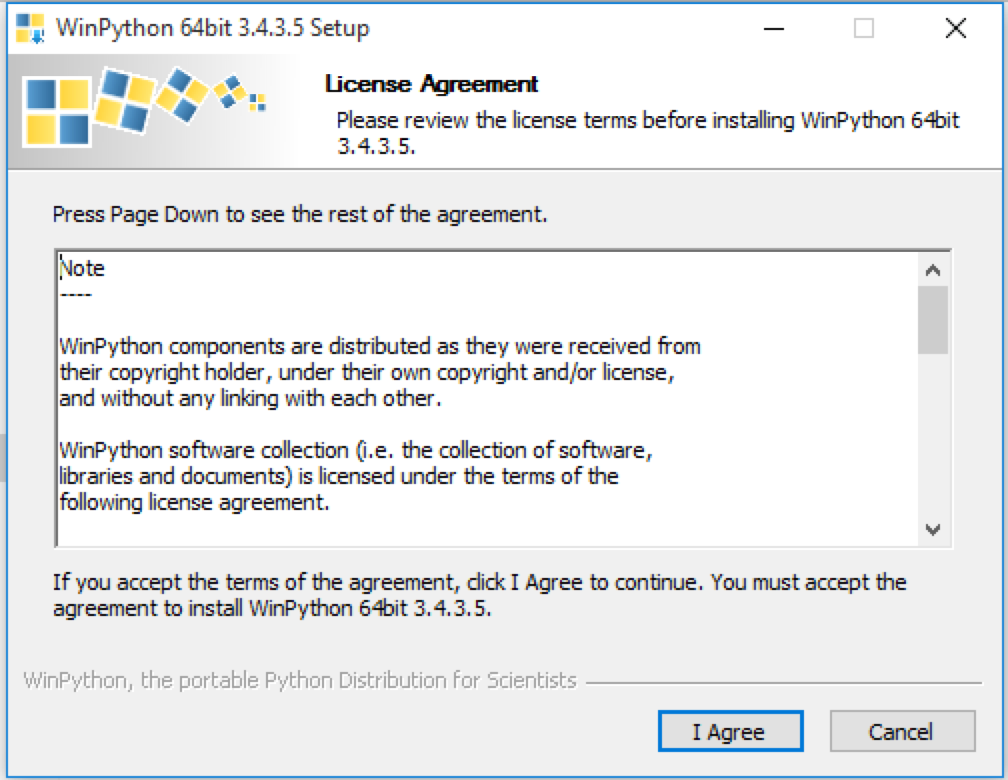 WinPython 64bit 3.4.3.5 Setup
License Agreement
Please review the license terms before installing WinPython 64bit
3.4.3.5.
Press Page Down to see the rest of the agreement.
Note
----
WinPython components are distributed as they were received from
their copyright holder, under their own copyright and/or license,
and without any linking with each other.
WinPython software collection (i.e. the collection of software,
libraries and documents) is licensed under the terms of the
following license agreement.
If you accept the terms of the agreement, click I Agree to continue. You must accept the
agreement to install WinPython 64bit 3.4.3.5.
WinPython, the portable Python Distribution for Scientists
I Agree
Cancel